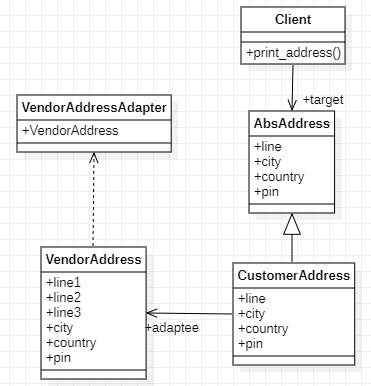 Client
+print_address()
+target
VendorAddressAdapter
+VendorAddress
AbsAddress
+line
+city
+country
+pin
VendorAddress
+line1
+line2
+line3
+city
+country
+pin
+adaptee
CustomerAddress
+line
+city
+country
+pin